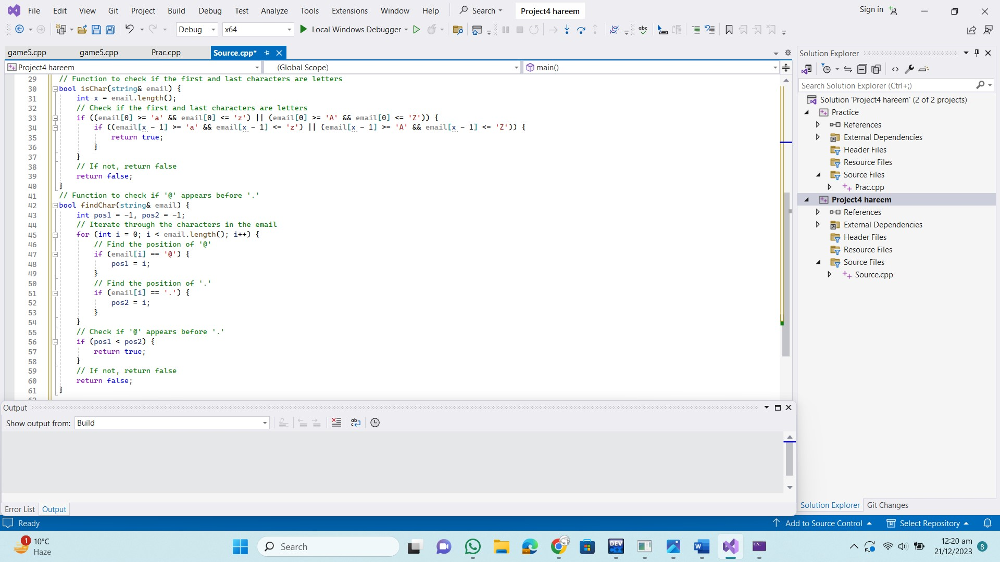 File Edit View Git Project Build Debug Test Analyze Tools Extensions Window Help Search Project4 hareem Sign in
Debug x64 Local Windows Debugger
game5.cpp game5.cpp Prac.cpp Source.cpp*
Project4 hareem (Global Scope) main()
29 // Function to check if the first and last characters are letters
30 bool isChar(string& email) {
31 int x = email.length();
32 // Check if the first and last characters are letters
33 if ((email[0] >= 'a' && email[0] <= 'z') || (email[0] >= 'A' && email[0] <= 'Z')) {
34 if ((email[x - 1] >= 'a' && email[x - 1] <= 'z') || (email[x - 1] >= 'A' && email[x - 1] <= 'Z')) {
35 return true;
36 }
37 }
38 // If not, return false
39 return false;
40 }
41 // Function to check if '@' appears before '.'
42 bool findChar(string& email) {
43 int pos1 = -1, pos2 = -1;
44 // Iterate through the characters in the email
45 for (int i = 0; i < email.length(); i++) {
46 // Find the position of '@'
47 if (email[i] == '@') {
48 pos1 = i;
49 }
50 // Find the position of '.'
51 if (email[i] == '.') {
52 pos2 = i;
53 }
54 }
55 // Check if '@' appears before '.'
56 if (pos1 < pos2) {
57 return true;
58 }
59 // If not, return false
60 return false;
61 }
Output
Show output from: Build
Error List Output
Solution Explorer
Search Solution Explorer (Ctrl+;)
Solution 'Project4 hareem' (2 of 2 projects)
Practice
References
External Dependencies
Header Files
Resource Files
Source Files
Prac.cpp
Project4 hareem
References
External Dependencies
Header Files
Resource Files
Source Files
Source.cpp
Solution Explorer Git Changes
Ready Add to Source Control Select Repository
1 10°C
Haze
Search
DEV
12:20 am
21/12/2023 8